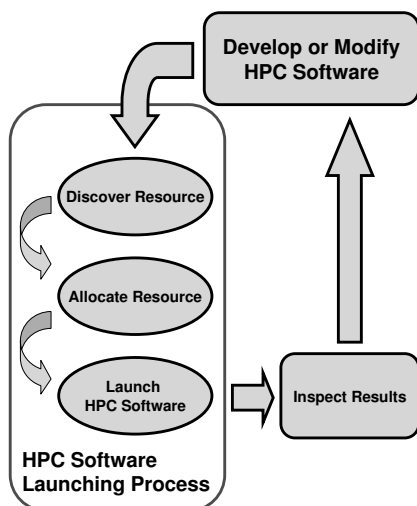 Develop or Modify
HPC Software
Discover Resource
Allocate Resource
Launch
HPC Software
Inspect Results
HPC Software
Launching Process